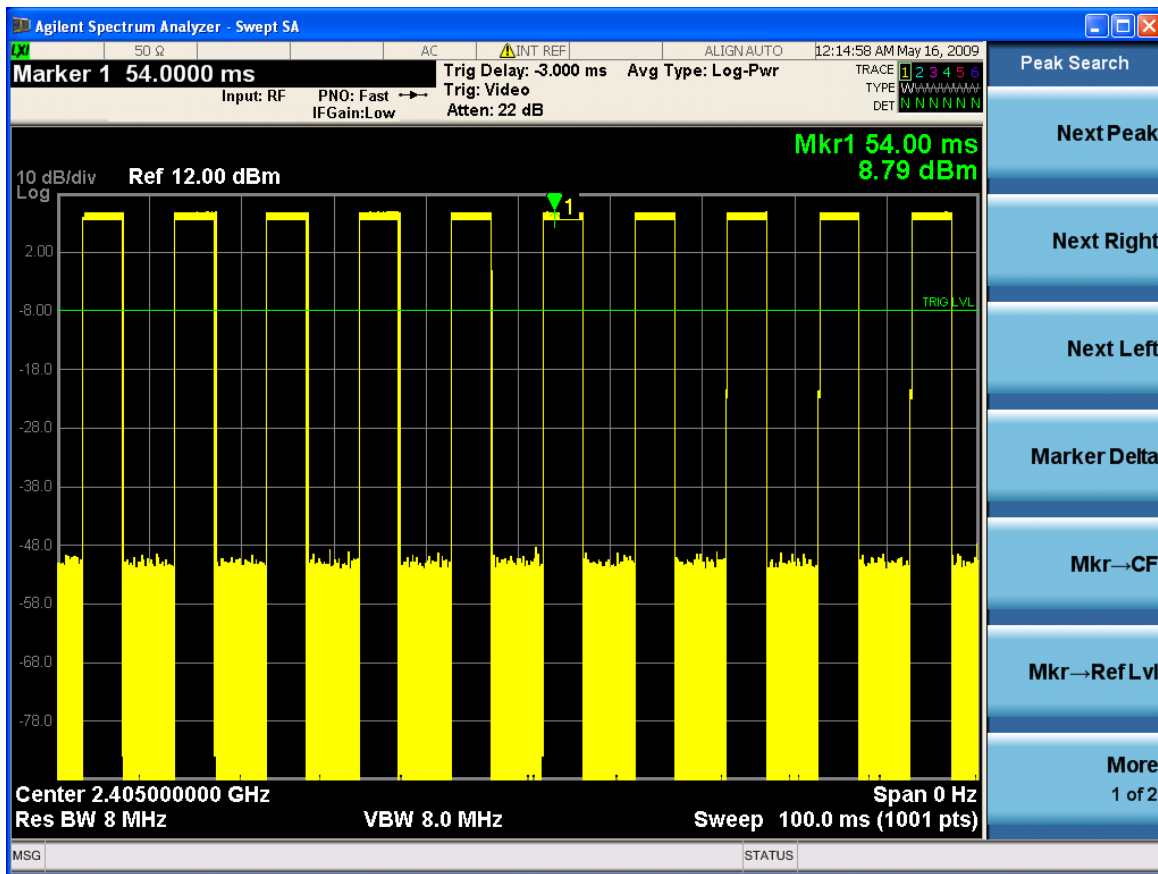 Agilent Spectrum Analyzer - Swept SA
LXI 50 Ω AC INT REF ALIGNAUTO 12:14:58 AM May 16, 2009
Marker 1 54.0000 ms
Input: RF PNO: Fast IFGain:Low
Trig Delay: -3.000 ms Avg Type: Log-Pwr
Trig: Video
Atten: 22 dB
TRACE 1 2 3 4 5 6
TYPE W
DET N N N N N N
Mkr1 54.00 ms
8.79 dBm
10 dB/div Ref 12.00 dBm
Log
1
2.00
-8.00
TRIG LVL
-18.0
-28.0
-38.0
-48.0
-58.0
-68.0
-78.0
Center 2.405000000 GHz Span 0 Hz
Res BW 8 MHz VBW 8.0 MHz Sweep 100.0 ms (1001 pts)
MSG STATUS
Peak Search
Next Peak
Next Right
Next Left
Marker Delta
Mkr→CF
Mkr→Ref Lvl
More
1 of 2